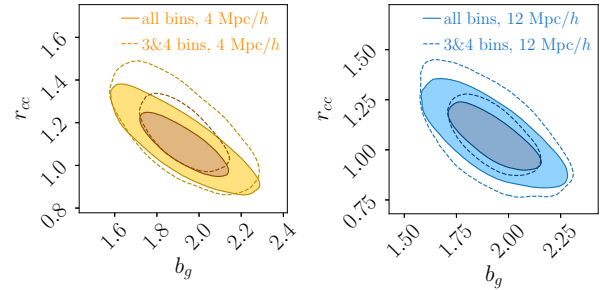 all bins, 4 Mpc/h
3&4 bins, 4 Mpc/h
r_cc
1.6
1.4
1.2
1.0
0.8
1.6
1.8
2.0
2.2
2.4
b_g
all bins, 12 Mpc/h
3&4 bins, 12 Mpc/h
r_cc
1.50
1.25
1.00
0.75
1.50
1.75
2.00
2.25
b_g